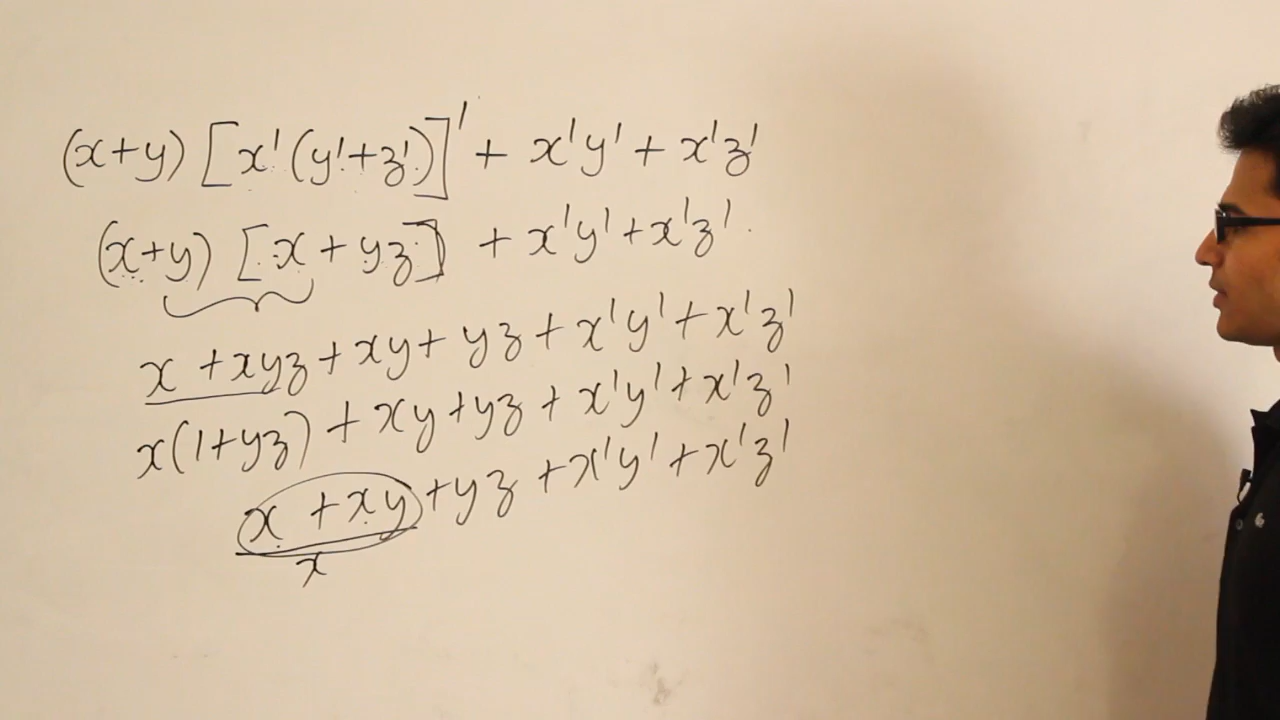 (x+y) [x'(y'+z')]' + x'y' + x'z'
(x+y) [x + yz] + x'y' + x'z'
x + xyz + xy + yz + x'y' + x'z'
x(1+yz) + xy + yz + x'y' + x'z'
x + xy + yz + x'y' + x'z'
x